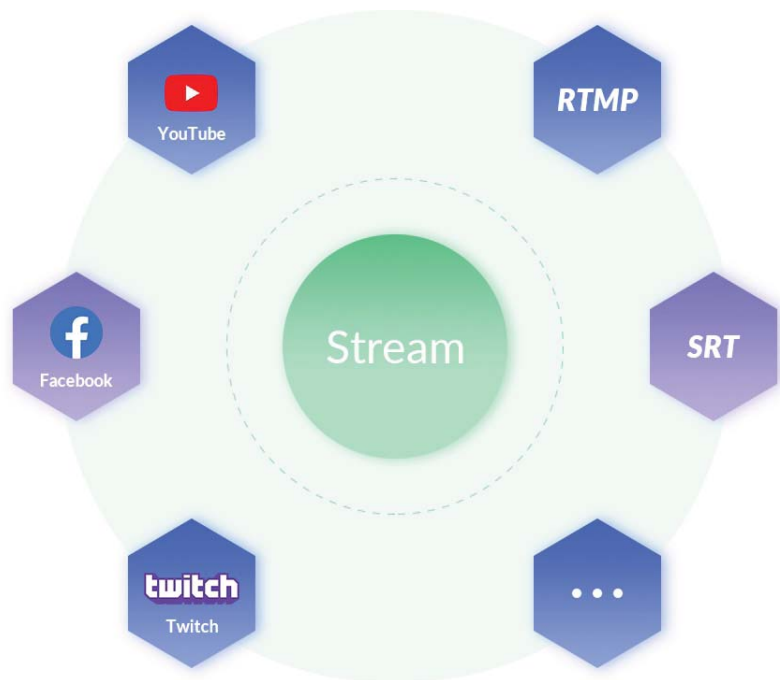 YouTube
RTMP
Stream
f
Facebook
SRT
twitch
Twitch
...